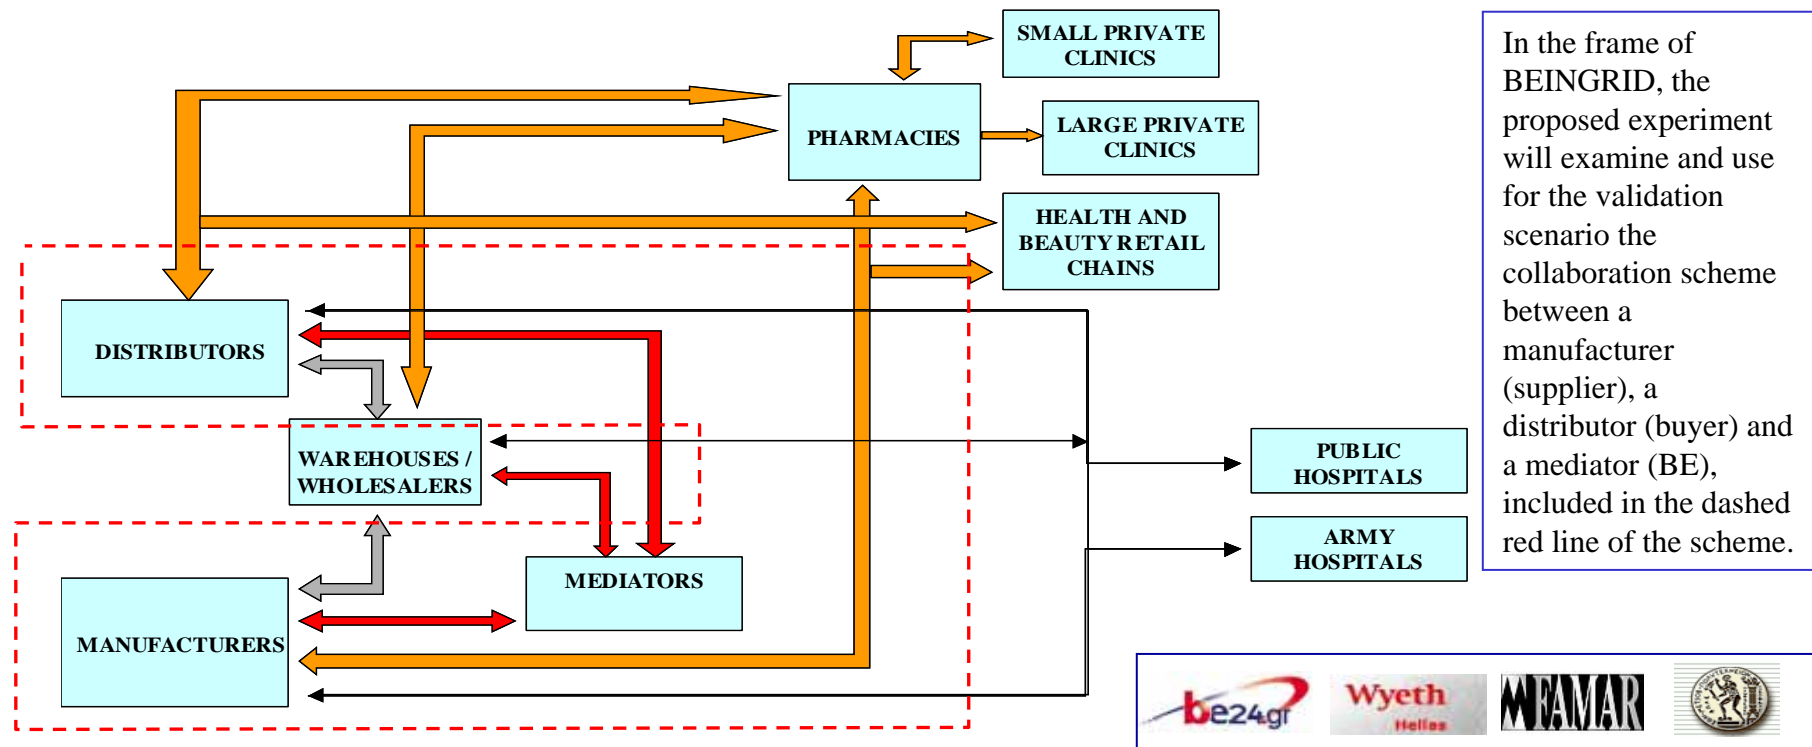 SMALL PRIVATE
CLINICS
PHARMACIES
LARGE PRIVATE
CLINICS
HEALTH AND
BEAUTY RETAIL
CHAINS
DISTRIBUTORS
WAREHOUSES /
WHOLESALERS
MEDIATORS
MANUFACTURERS
PUBLIC
HOSPITALS
ARMY
HOSPITALS
In the frame of
BEINGRID, the
proposed experiment
will examine and use
for the validation
scenario the
collaboration scheme
between a
manufacturer
(supplier), a
distributor (buyer) and
a mediator (BE),
included in the dashed
red line of the scheme.
be24.gr
Wyeth
Hellas
FAMAR